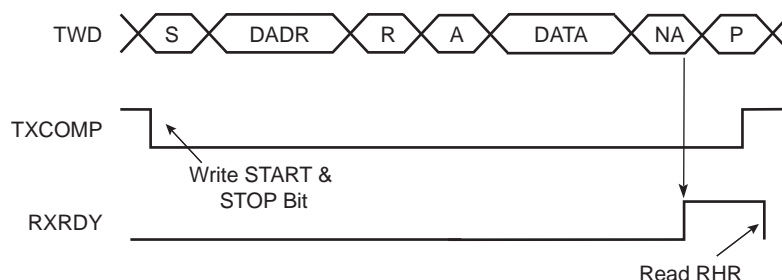 TWD S DADR R A DATA NA P
TXCOMP
Write START &
STOP Bit
RXRDY
Read RHR